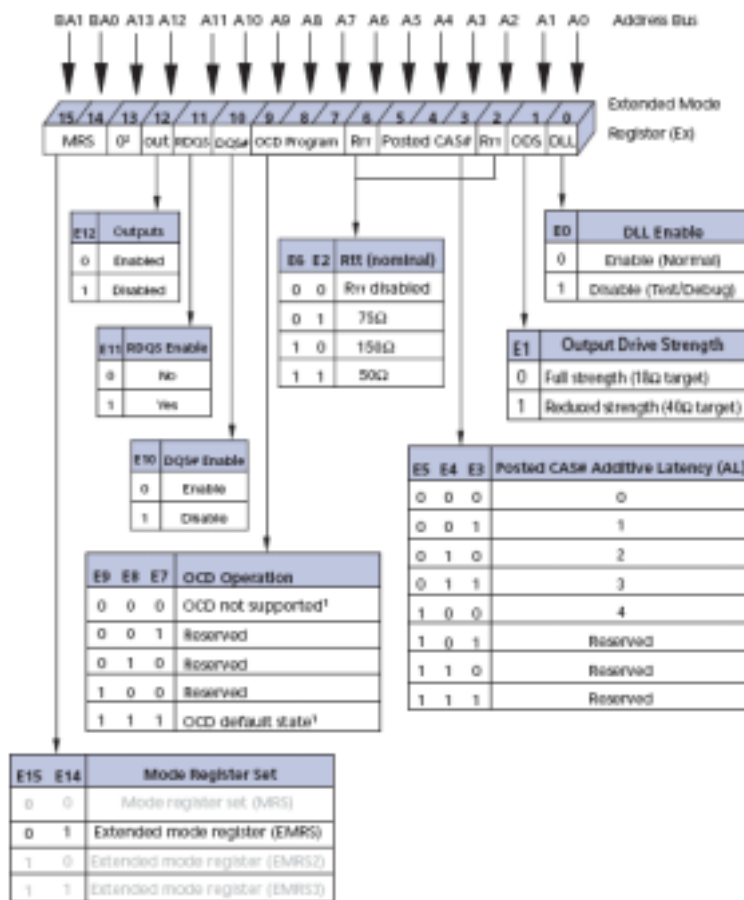 BA1 BA0 A13 A12 A11 A10 A9 A8 A7 A6 A5 A4 A3 A2 A1 A0 Address Bus
15 14 13 12 11 10 9 8 7 6 5 4 3 2 1 0 Extended Mode
Register (Ex)
MRS 0² out RDQS DQS# OCD Program RTT Posted CAS# RTT ODS DLL
E12 Outputs
0 Enabled
1 Disabled
E11 RDQS Enable
0 No
1 Yes
E10 DQS# Enable
0 Enable
1 Disable
E9 E8 E7 OCD Operation
0 0 0 OCD not supported¹
0 0 1 Reserved
0 1 0 Reserved
1 0 0 Reserved
1 1 1 OCD default state¹
E15 E14 Mode Register Set
0 0 Mode register set (MRS)
0 1 Extended mode register (EMRS)
1 0 Extended mode register (EMRS2)
1 1 Extended mode register (EMRS3)
E6 E2 Rtt (nominal)
0 0 RTT disabled
0 1 75Ω
1 0 150Ω
1 1 50Ω
E0 DLL Enable
0 Enable (Normal)
1 Disable (Test/Debug)
E1 Output Drive Strength
0 Full strength (18Ω target)
1 Reduced strength (40Ω target)
E5 E4 E3 Posted CAS# Additive Latency (AL)
0 0 0 0
0 0 1 1
0 1 0 2
0 1 1 3
1 0 0 4
1 0 1 Reserved
1 1 0 Reserved
1 1 1 Reserved